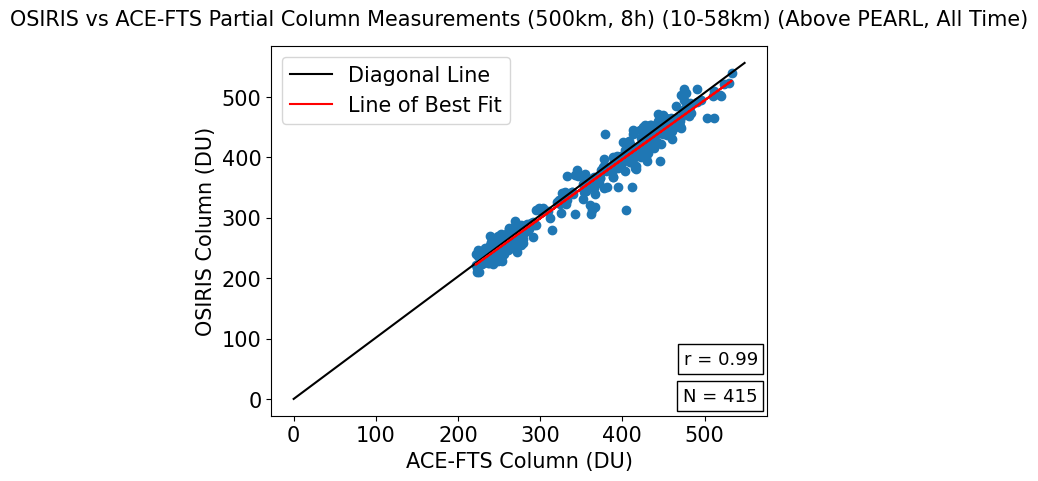 OSIRIS vs ACE-FTS Partial Column Measurements (500km, 8h) (10-58km) (Above PEARL, All Time)
Diagonal Line
Line of Best Fit
OSIRIS Column (DU)
500
400
300
200
100
0
r = 0.99
N = 415
0 100 200 300 400 500
ACE-FTS Column (DU)